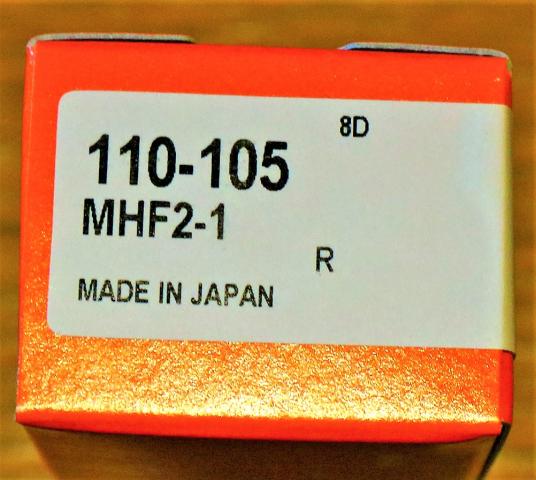 8D
110-105
MHF2-1
R
MADE IN JAPAN